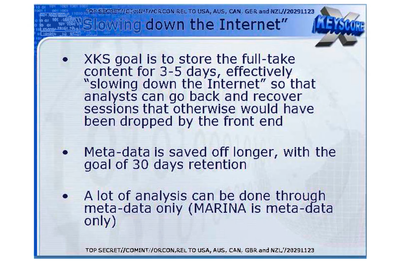 TOP SECRET//COMINT//ORCON,REL TO USA, AUS, CAN, GBR and NZL//20291123
"Slowing down the Internet"
X KEYSCORE
• XKS goal is to store the full-take
content for 3-5 days, effectively
"slowing down the Internet" so that
analysts can go back and recover
sessions that otherwise would have
been dropped by the front end
• Meta-data is saved off longer, with the
goal of 30 days retention
• A lot of analysis can be done through
meta-data only (MARINA is meta-data
only)
TOP SECRET//COMINT//ORCON,REL TO USA, AUS, CAN, GBR and NZL//20291123